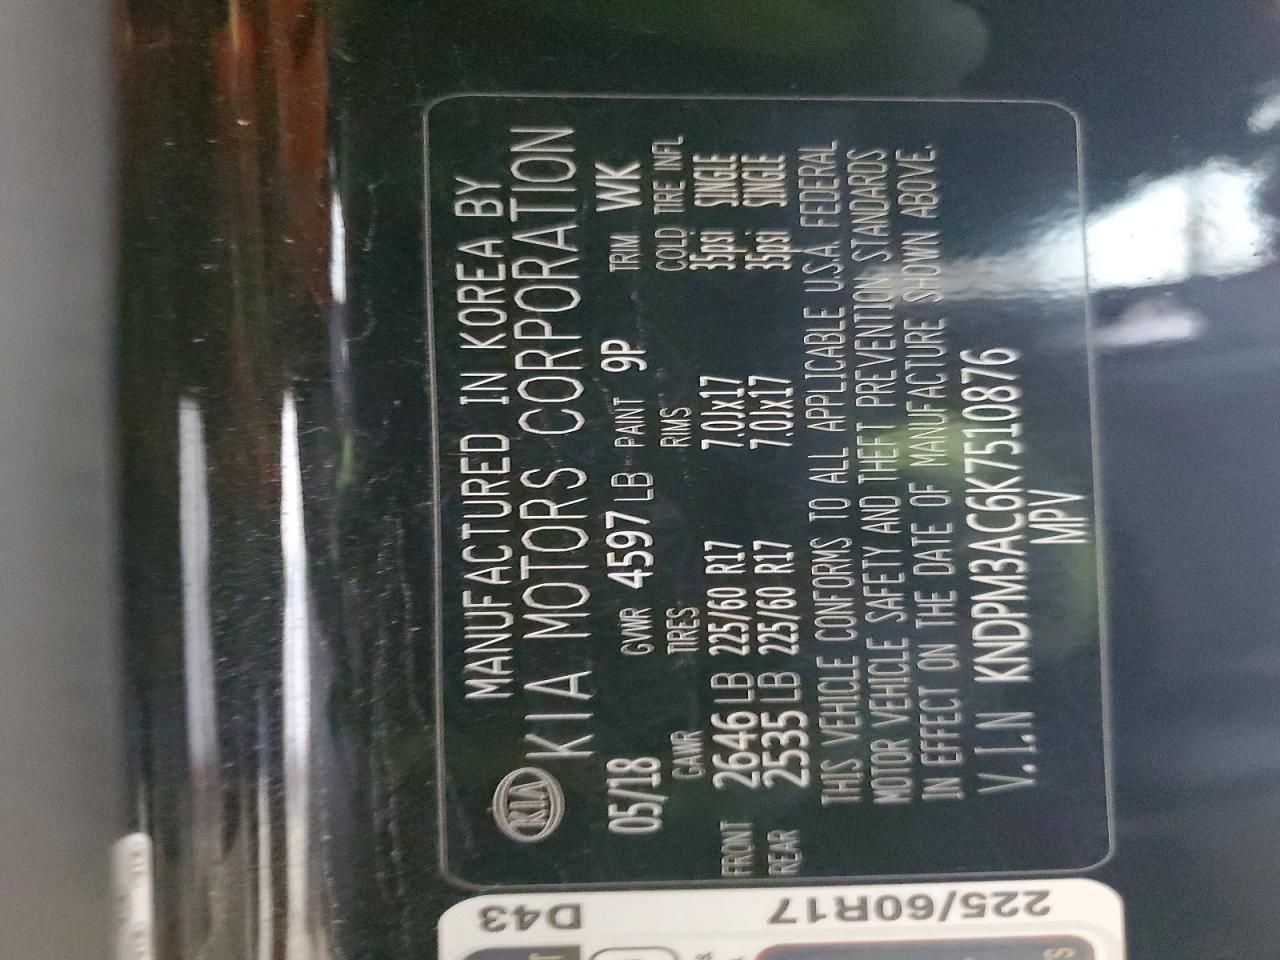 MANUFACTURED IN KOREA BY
KIA KIA MOTORS CORPORATION
05/18 GVWR 4597 LB PAINT 9P TRIM WK
GAWR TIRES RIMS COLD TIRE INFL
FRONT 2646 LB 225/60 R17 7.0Jx17 35psi SINGLE
REAR 2535 LB 225/60 R17 7.0Jx17 35psi SINGLE
THIS VEHICLE CONFORMS TO ALL APPLICABLE U.S.A. FEDERAL
MOTOR VEHICLE SAFETY AND THEFT PREVENTION STANDARDS
IN EFFECT ON THE DATE OF MANUFACTURE SHOWN ABOVE.
V.I.N KNDPM3AC6K7510876
MPV
D43
225/60R17